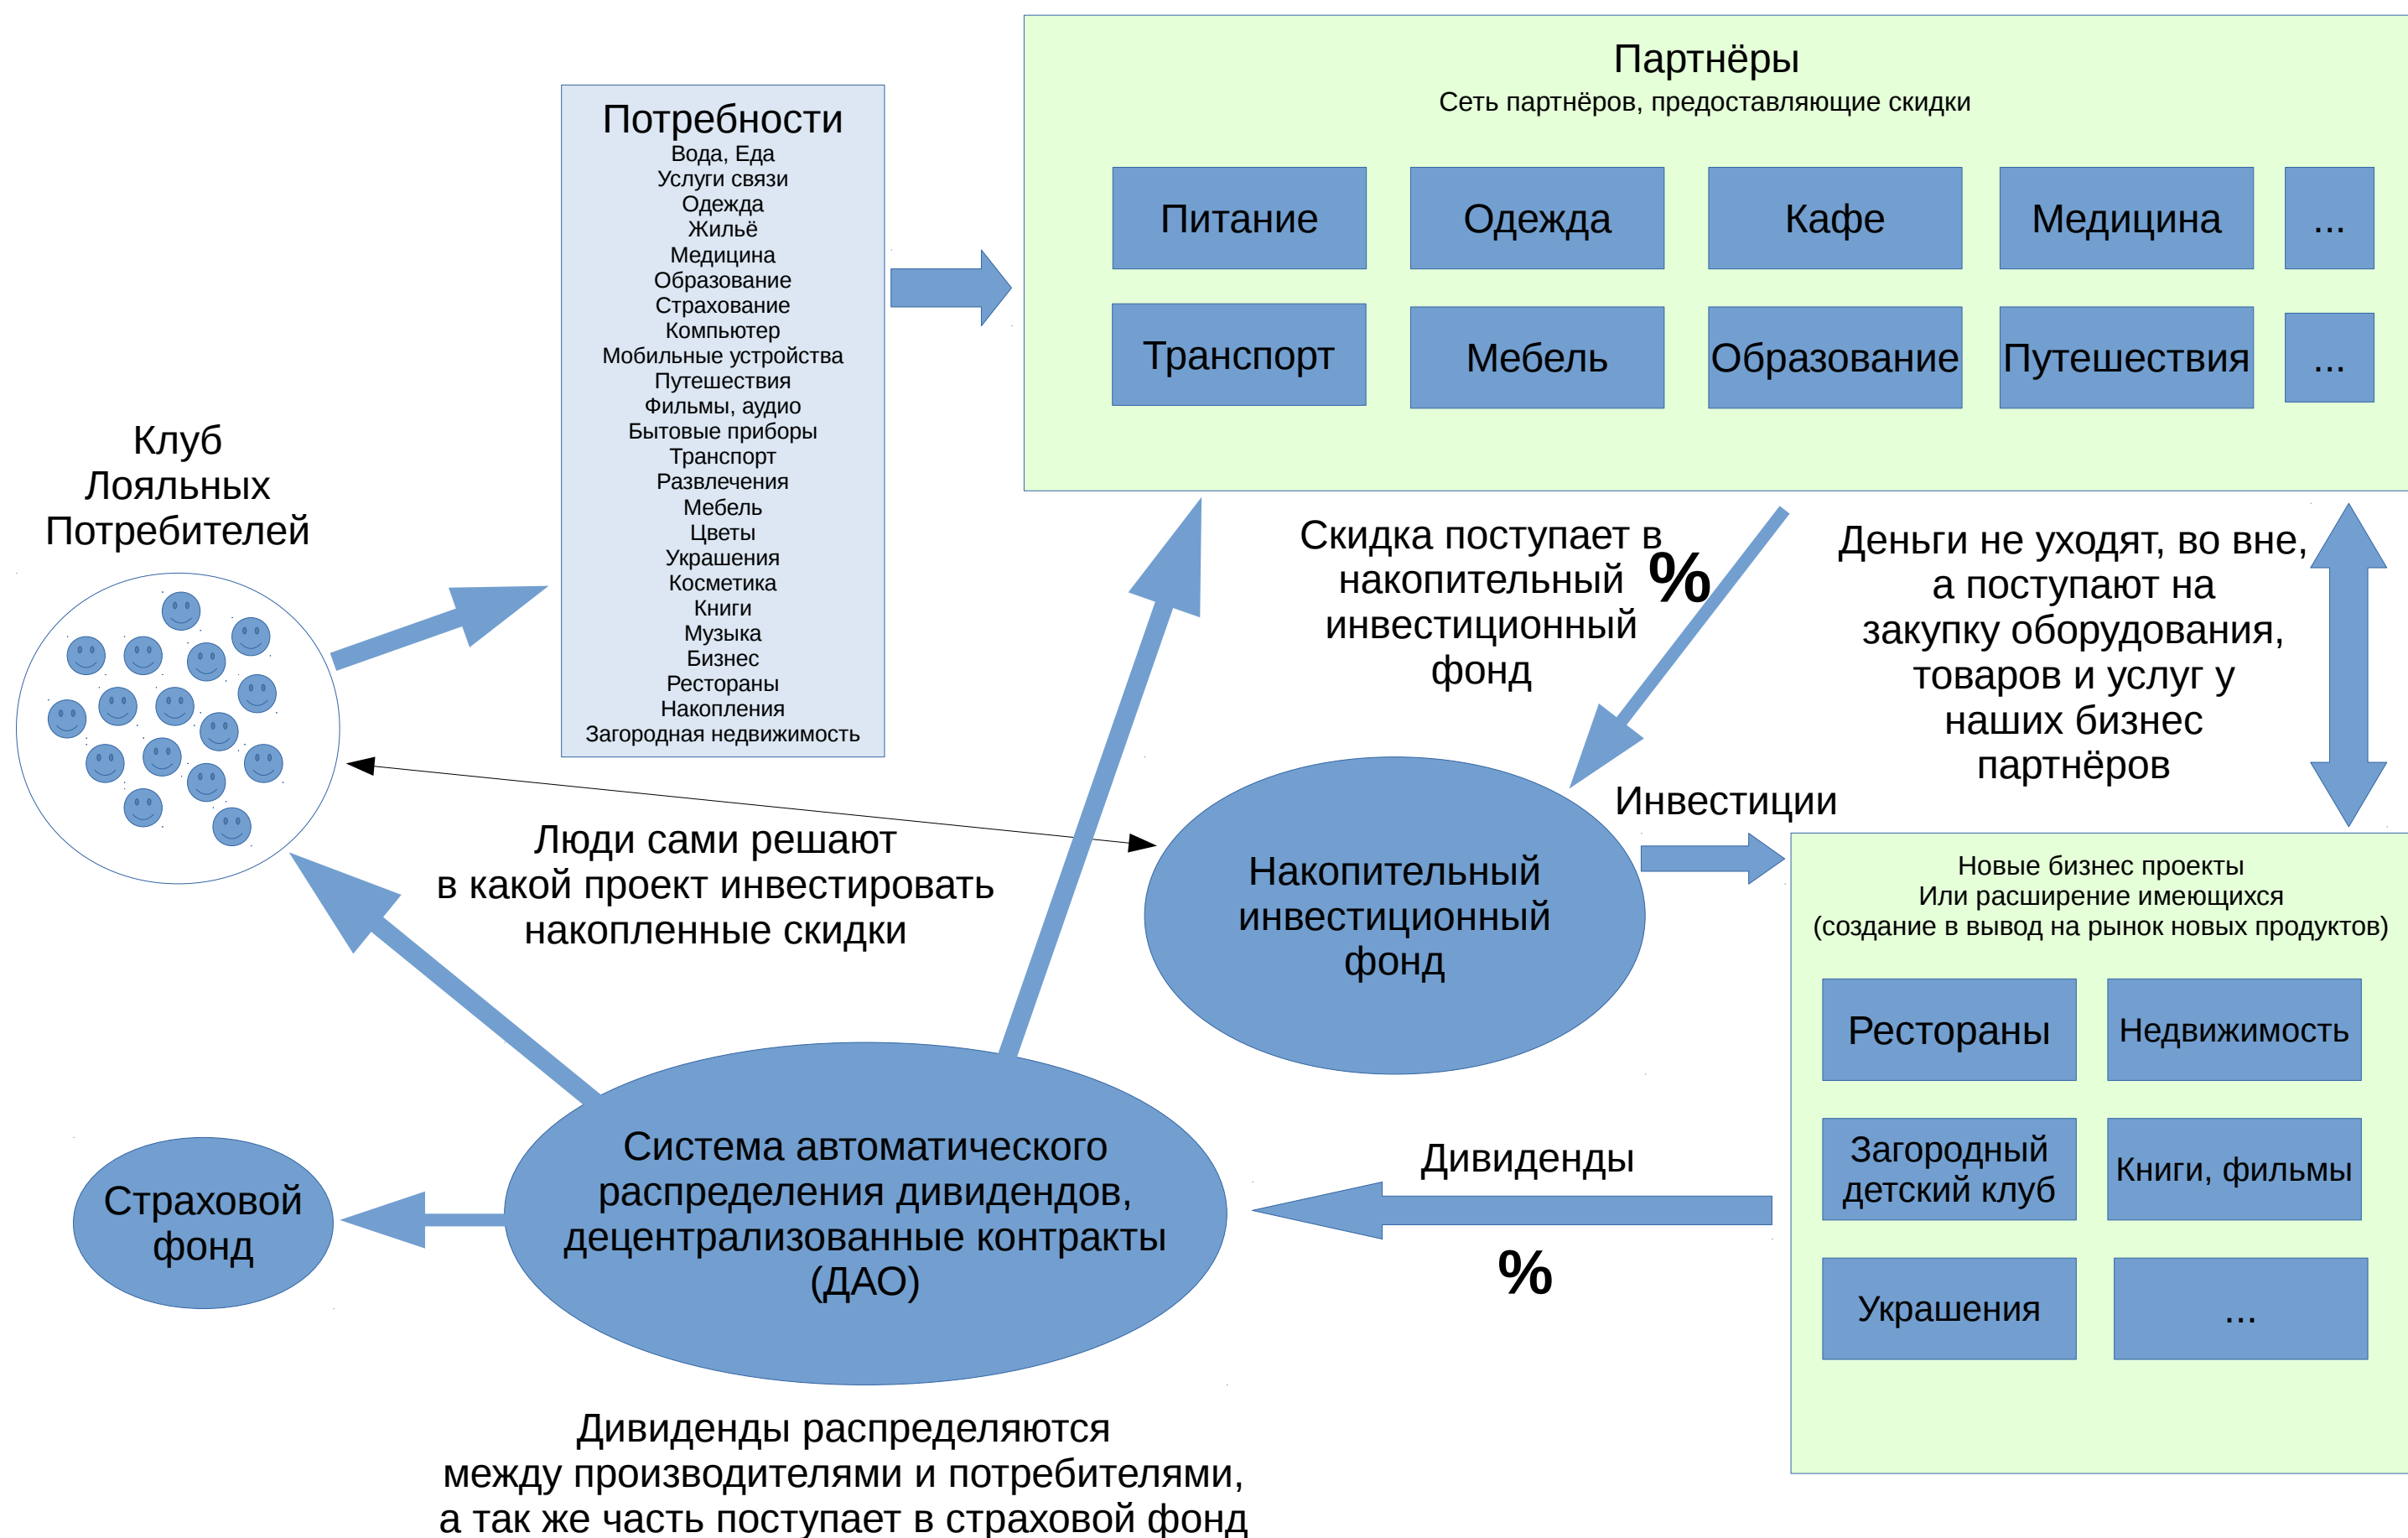 Партнёры
Сеть партнёров, предоставляющие скидки
Питание
Одежда
Кафе
Медицина
...
Транспорт
Мебель
Образование
Путешествия
...
Потребности
Вода, Еда
Услуги связи
Одежда
Жильё
Медицина
Образование
Страхование
Компьютер
Мобильные устройства
Путешествия
Фильмы, аудио
Бытовые приборы
Транспорт
Развлечения
Мебель
Цветы
Украшения
Косметика
Книги
Музыка
Бизнес
Рестораны
Накопления
Загородная недвижимость
Клуб
Лояльных
Потребителей
Скидка поступает в
накопительный
инвестиционный
фонд
%
Деньги не уходят, во вне,
а поступают на
закупку оборудования,
товаров и услуг у
наших бизнес
партнёров
Люди сами решают
в какой проект инвестировать
накопленные скидки
Накопительный
инвестиционный
фонд
Инвестиции
Новые бизнес проекты
Или расширение имеющихся
(создание в вывод на рынок новых продуктов)
Рестораны
Недвижимость
Загородный
детский клуб
Книги, фильмы
Украшения
...
Дивиденды
%
Система автоматического
распределения дивидендов,
децентрализованные контракты
(ДАО)
Страховой
фонд
Дивиденды распределяются
между производителями и потребителями,
а так же часть поступает в страховой фонд